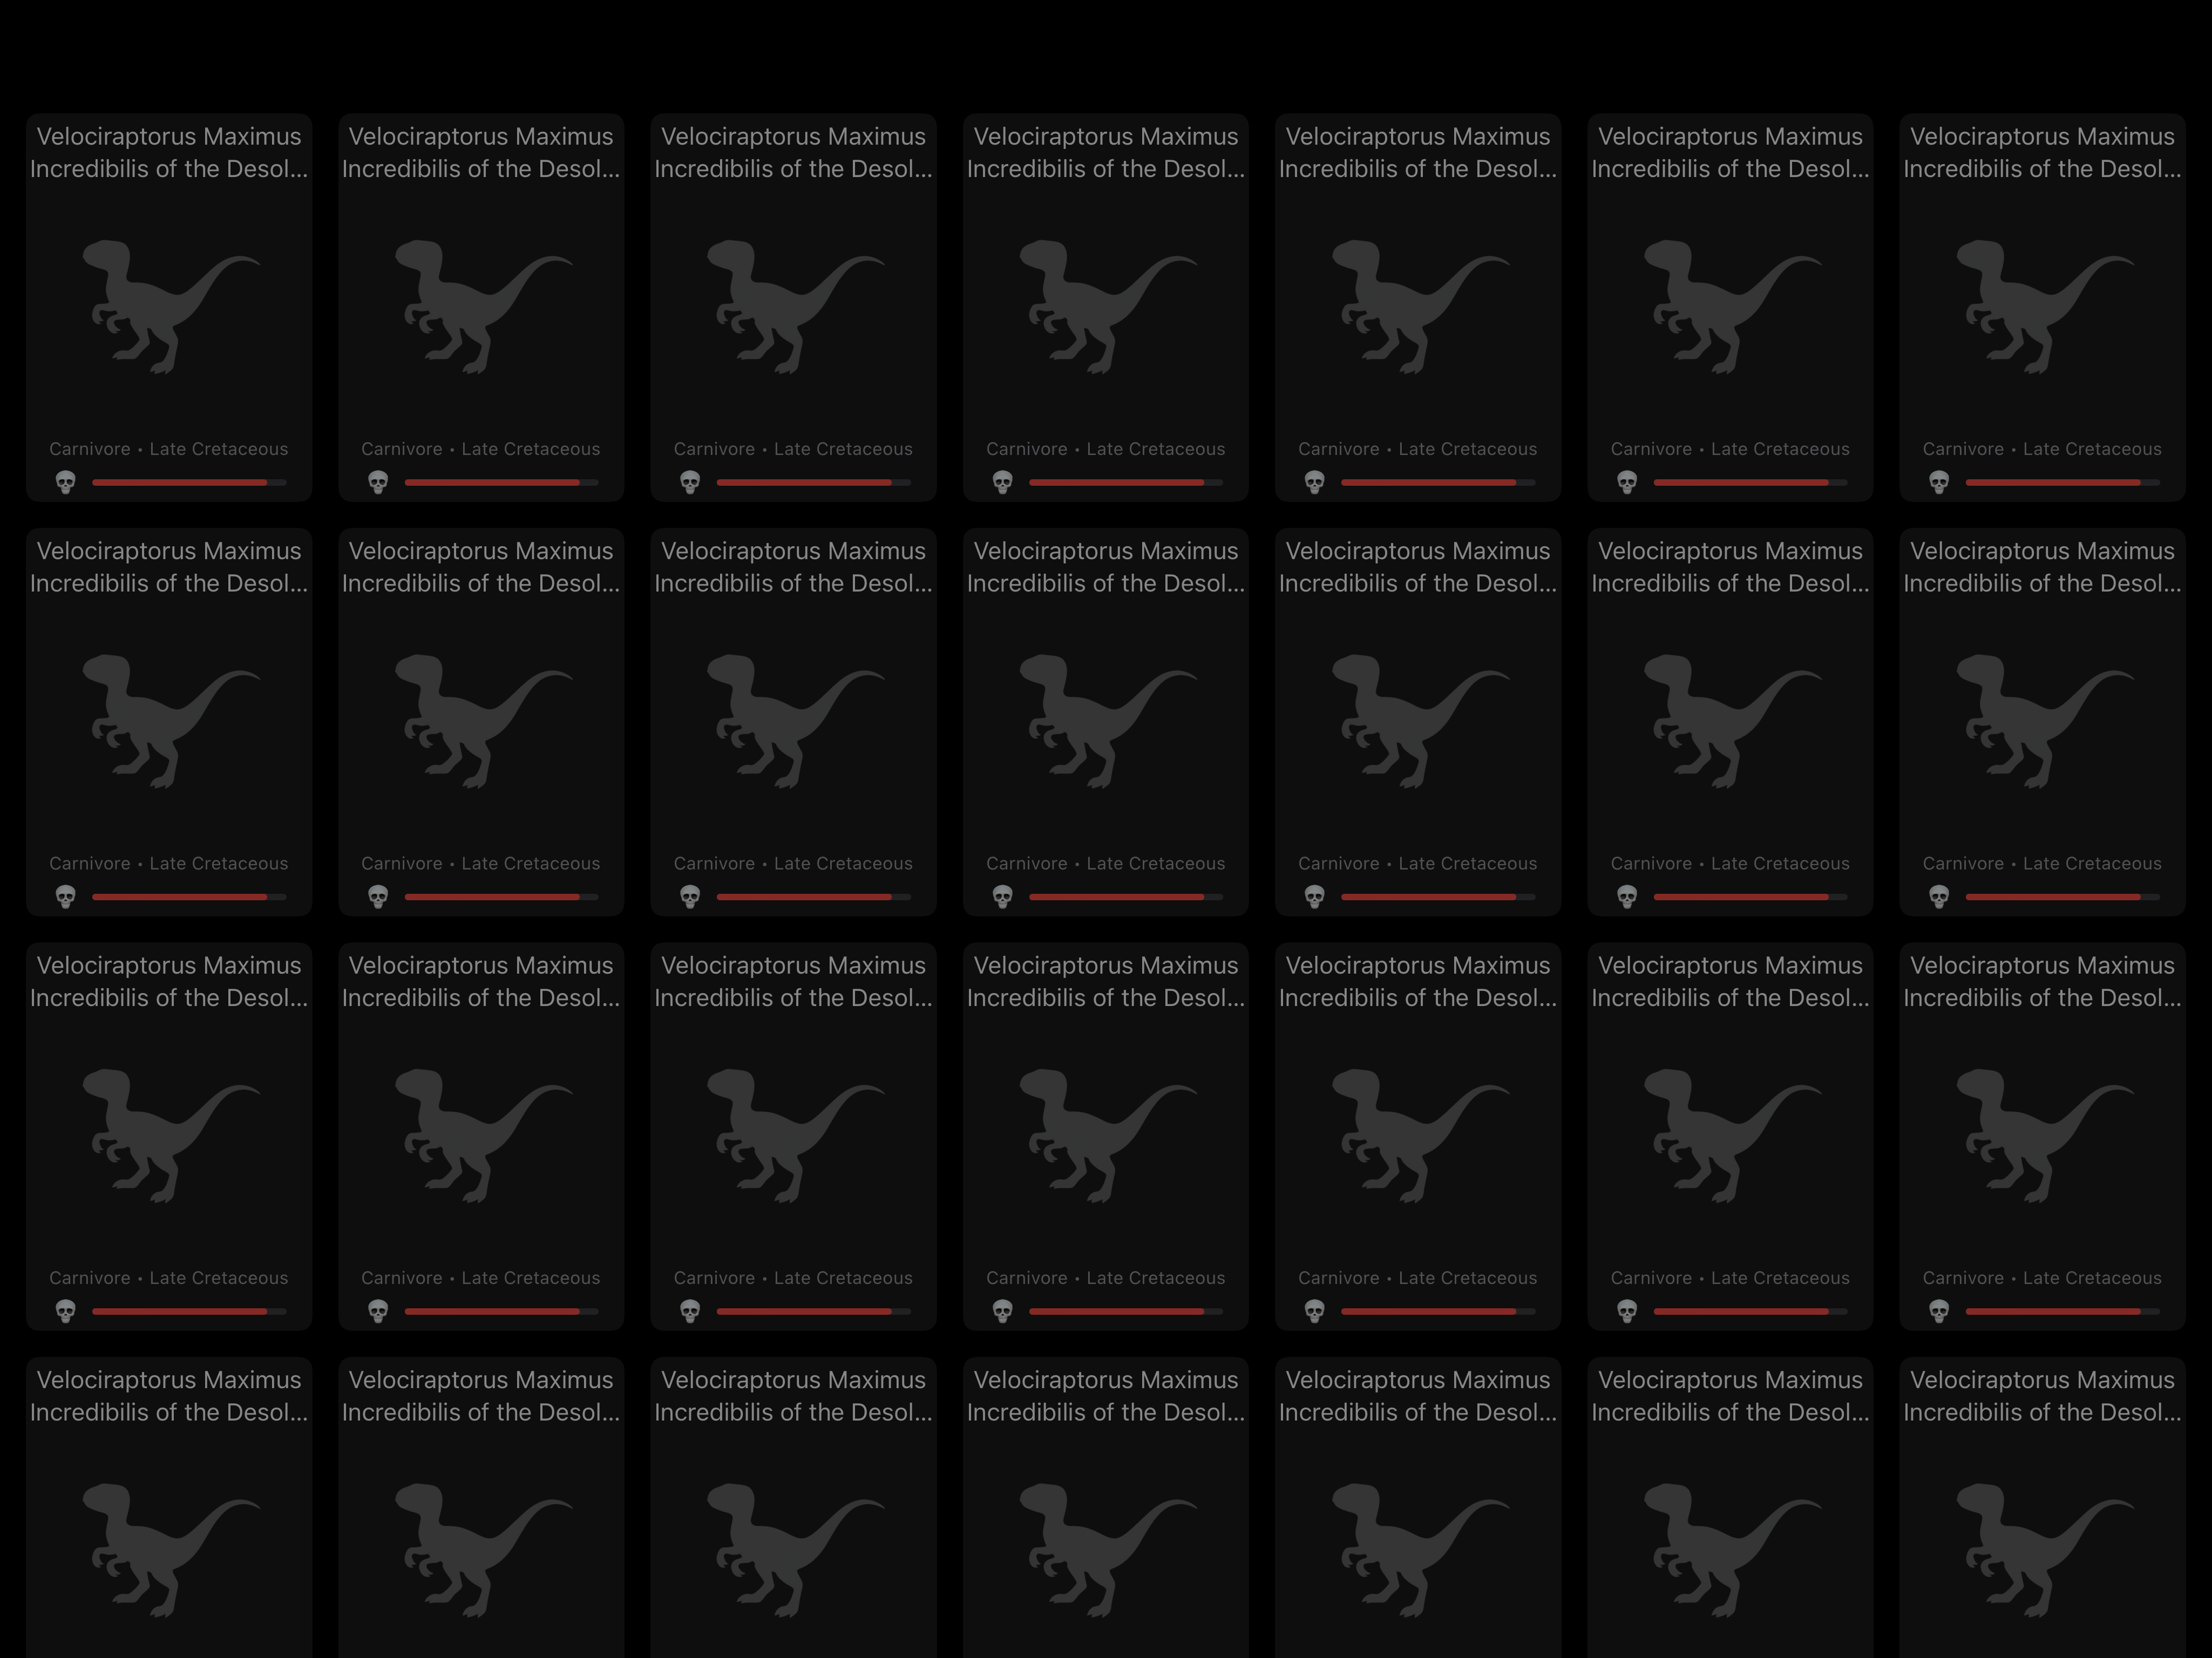 Velociraptorus Maximus Velociraptorus Maximus Velociraptorus Maximus Velociraptorus Maximus Velociraptorus Maximus Velociraptorus Maximus Velociraptorus Maximus
Incredibilis of the Desol... Incredibilis of the Desol... Incredibilis of the Desol... Incredibilis of the Desol... Incredibilis of the Desol... Incredibilis of the Desol... Incredibilis of the Desol...
Carnivore • Late Cretaceous Carnivore • Late Cretaceous Carnivore • Late Cretaceous Carnivore • Late Cretaceous Carnivore • Late Cretaceous Carnivore • Late Cretaceous Carnivore • Late Cretaceous
Velociraptorus Maximus Velociraptorus Maximus Velociraptorus Maximus Velociraptorus Maximus Velociraptorus Maximus Velociraptorus Maximus Velociraptorus Maximus
Incredibilis of the Desol... Incredibilis of the Desol... Incredibilis of the Desol... Incredibilis of the Desol... Incredibilis of the Desol... Incredibilis of the Desol... Incredibilis of the Desol...
Carnivore • Late Cretaceous Carnivore • Late Cretaceous Carnivore • Late Cretaceous Carnivore • Late Cretaceous Carnivore • Late Cretaceous Carnivore • Late Cretaceous Carnivore • Late Cretaceous
Velociraptorus Maximus Velociraptorus Maximus Velociraptorus Maximus Velociraptorus Maximus Velociraptorus Maximus Velociraptorus Maximus Velociraptorus Maximus
Incredibilis of the Desol... Incredibilis of the Desol... Incredibilis of the Desol... Incredibilis of the Desol... Incredibilis of the Desol... Incredibilis of the Desol... Incredibilis of the Desol...
Carnivore • Late Cretaceous Carnivore • Late Cretaceous Carnivore • Late Cretaceous Carnivore • Late Cretaceous Carnivore • Late Cretaceous Carnivore • Late Cretaceous Carnivore • Late Cretaceous
Velociraptorus Maximus Velociraptorus Maximus Velociraptorus Maximus Velociraptorus Maximus Velociraptorus Maximus Velociraptorus Maximus Velociraptorus Maximus
Incredibilis of the Desol... Incredibilis of the Desol... Incredibilis of the Desol... Incredibilis of the Desol... Incredibilis of the Desol... Incredibilis of the Desol... Incredibilis of the Desol...